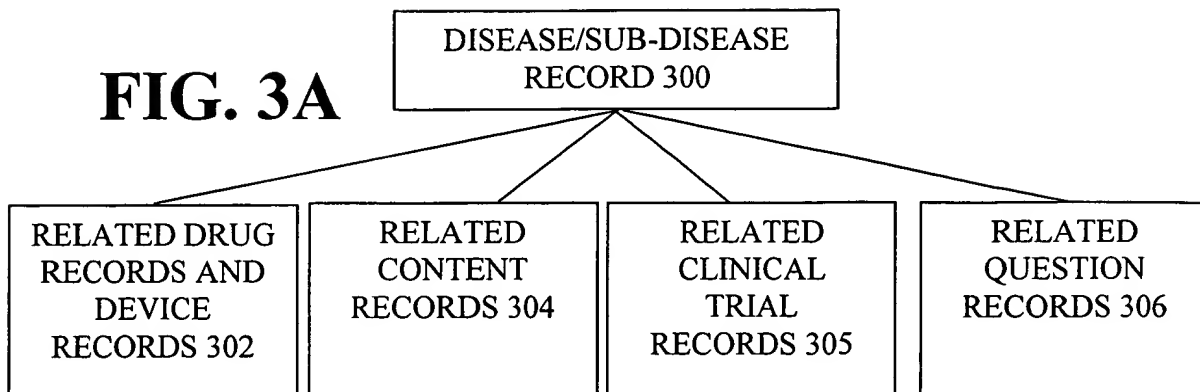 DISEASE/SUB-DISEASE
RECORD 300
FIG. 3A
RELATED DRUG
RECORDS AND
DEVICE
RECORDS 302
RELATED
CONTENT
RECORDS 304
RELATED
CLINICAL
TRIAL
RECORDS 305
RELATED
QUESTION
RECORDS 306